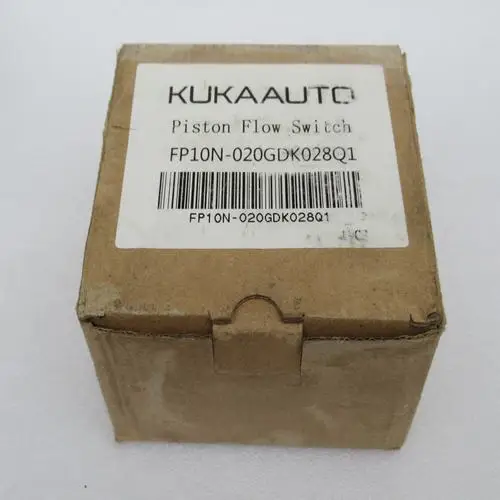 KUKAAUTO
Piston Flow Switch
FP10N-020GDK028Q1
FP10N-020GDK028Q1